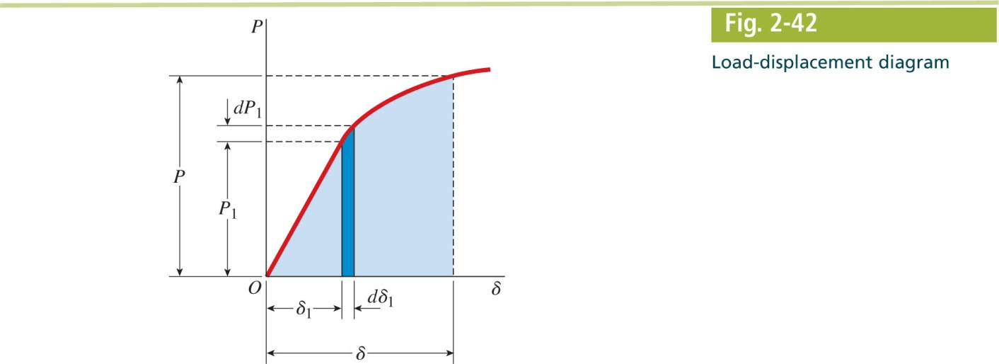 Fig. 2-42
Load-displacement diagram
P
dP₁
P
P₁
O
δ
δ₁
dδ₁
δ